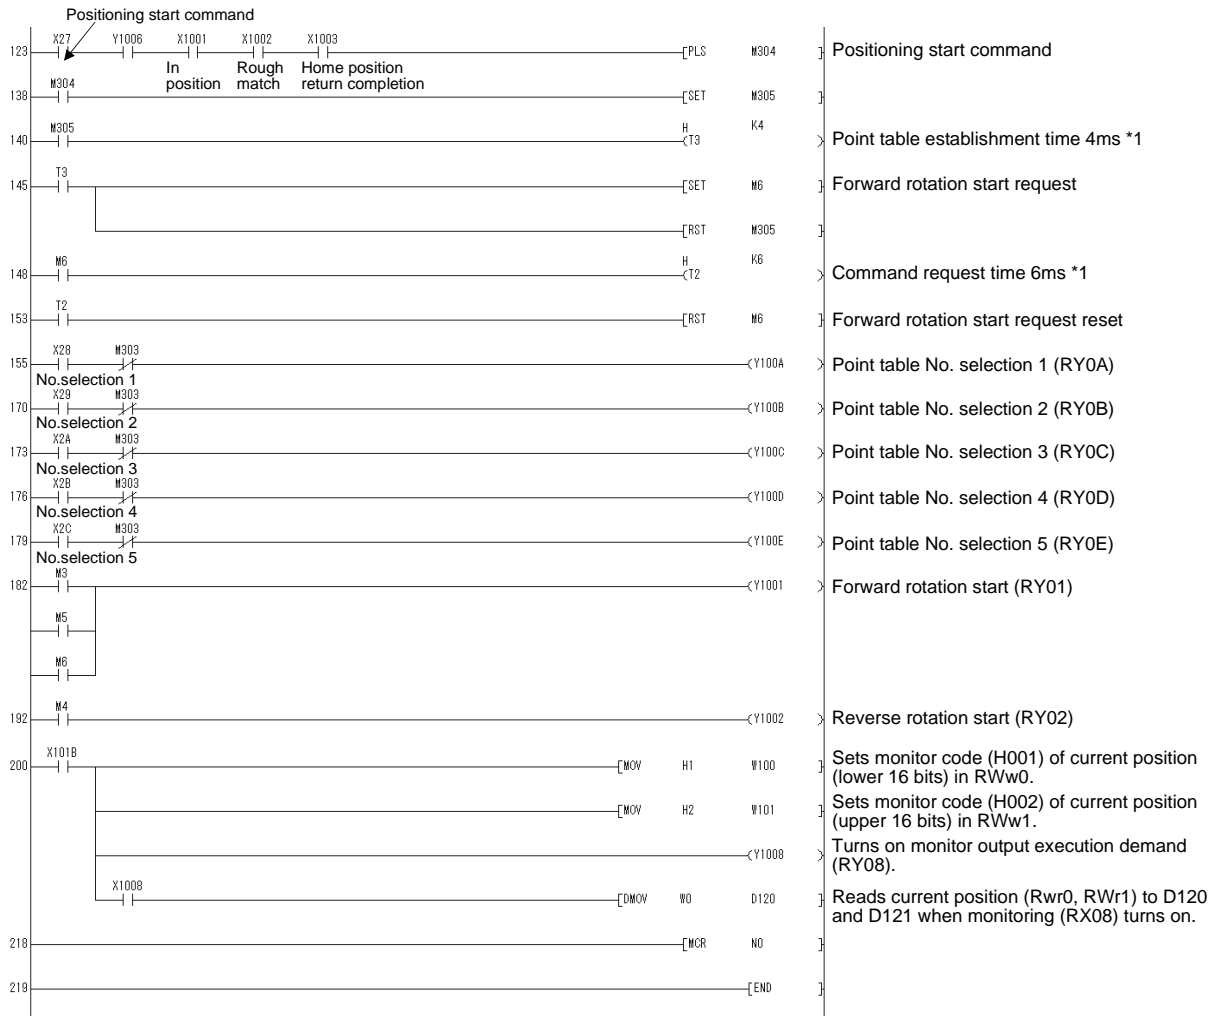 Positioning start command
X27 Y1006 X1001 X1002 X1003
123 [PLS M304 ] Positioning start command
In position Rough match Home position return completion
M304
138 [SET M305 ]
M305 H K4
140 (T3 ) Point table establishment time 4ms *1
T3
145 [SET M6 ] Forward rotation start request
[RST M305 ]
M6 H K6
148 (T2 ) Command request time 6ms *1
T2
153 [RST M6 ] Forward rotation start request reset
X28 M303
155 (Y100A ) Point table No. selection 1 (RY0A)
No.selection 1
X29 M303
170 (Y100B ) Point table No. selection 2 (RY0B)
No.selection 2
X2A M303
173 (Y100C ) Point table No. selection 3 (RY0C)
No.selection 3
X2B M303
176 (Y100D ) Point table No. selection 4 (RY0D)
No.selection 4
X2C M303
179 (Y100E ) Point table No. selection 5 (RY0E)
No.selection 5
M3
182 (Y1001 ) Forward rotation start (RY01)
M5
M6
M4
192 (Y1002 ) Reverse rotation start (RY02)
X101B
200 [MOV H1 W100 ] Sets monitor code (H001) of current position
(lower 16 bits) in RWw0.
[MOV H2 W101 ] Sets monitor code (H002) of current position
(upper 16 bits) in RWw1.
(Y1008 ) Turns on monitor output execution demand
(RY08).
X1008
[DMOV W0 D120 ] Reads current position (Rwr0, RWr1) to D120
and D121 when monitoring (RX08) turns on.
218 [MCR N0 ]
219 [END ]